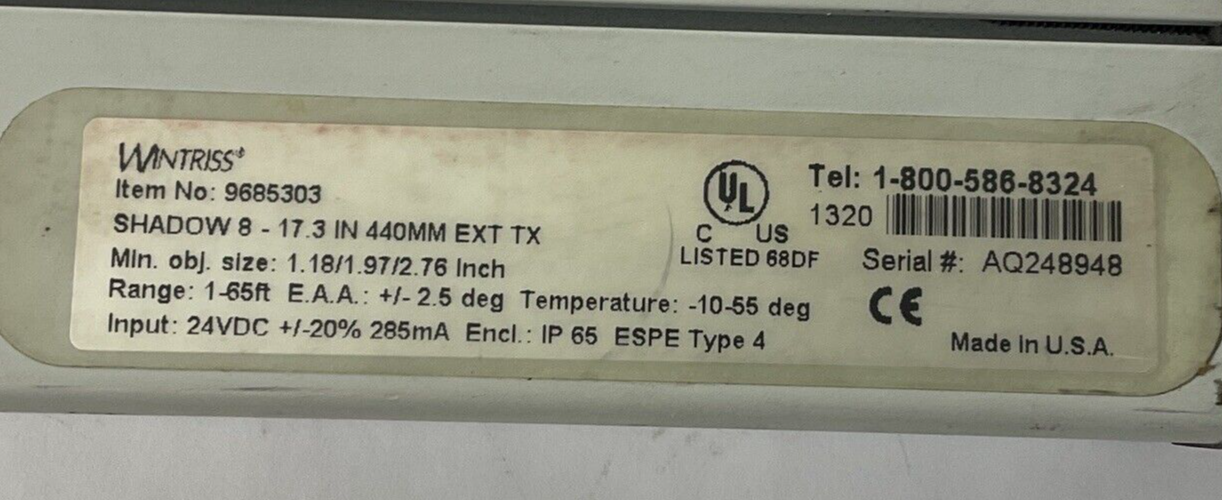 WINTRISS®
Item No: 9685303
SHADOW 8 - 17.3 IN 440MM EXT TX
Min. obj. size: 1.18/1.97/2.76 Inch
Range: 1-65ft E.A.A.: +/- 2.5 deg Temperature: -10-55 deg
Input: 24VDC +/-20% 285mA Encl.: IP 65 ESPE Type 4
UL
C US
LISTED 68DF
Tel: 1-800-586-8324
1320
Serial #: AQ248948
CE
Made In U.S.A.